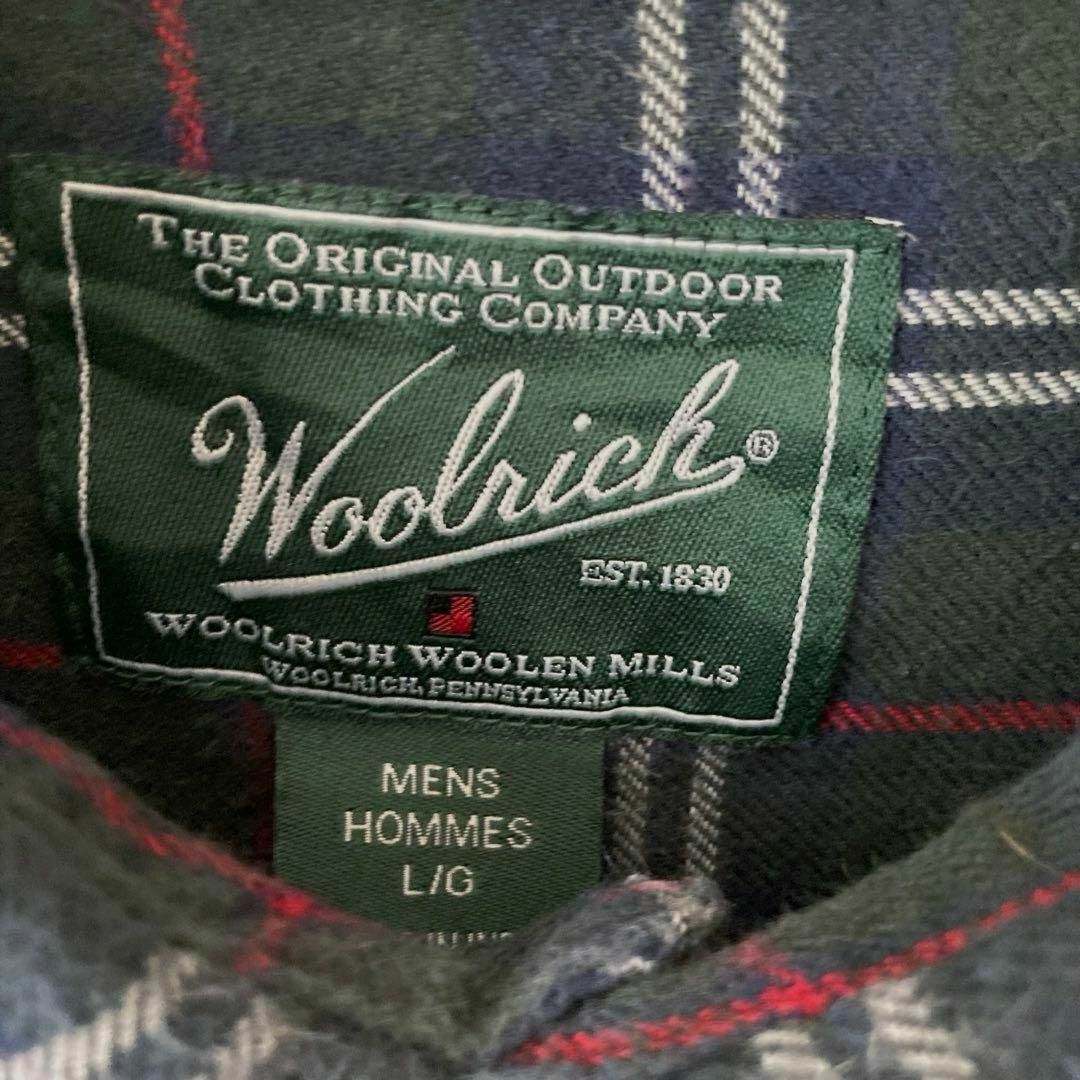 THE ORIGINAL OUTDOOR
CLOTHING COMPANY
Woolrich®
EST. 1830
WOOLRICH WOOLEN MILLS
WOOLRICH, PENNSYLVANIA
MENS
HOMMES
L/G